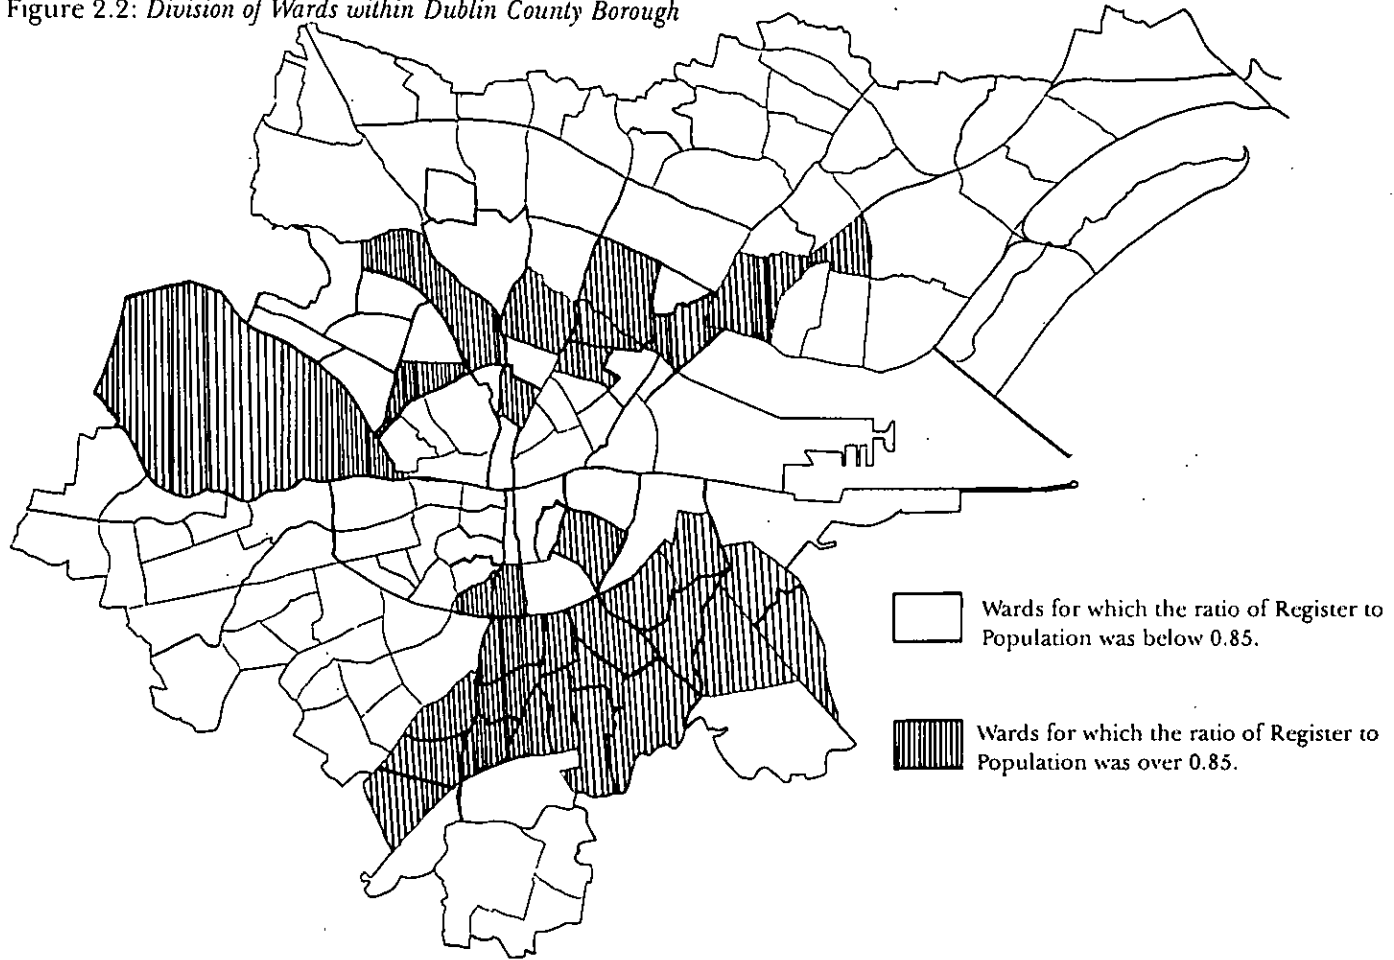 Figure 2.2: Division of Wards within Dublin County Borough
Wards for which the ratio of Register to
Population was below 0.85.
Wards for which the ratio of Register to
Population was over 0.85.